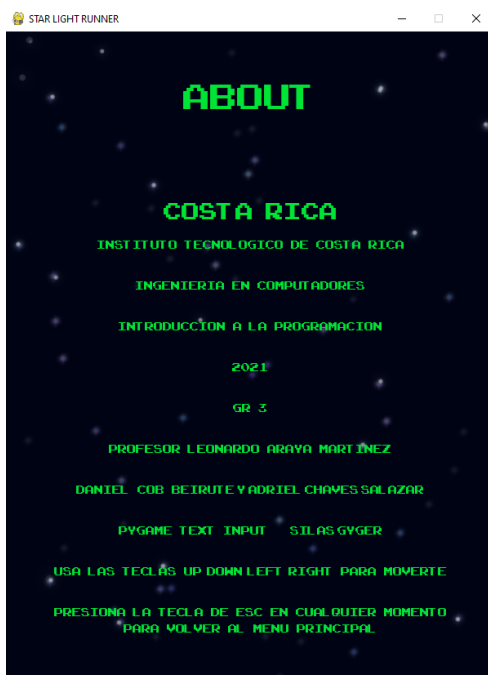 STAR LIGHT RUNNER
ABOUT
COSTA RICA
INSTITUTO TECNOLOGICO DE COSTA RICA
INGENIERIA EN COMPUTADORES
INTRODUCCION A LA PROGRAMACION
2021
GR 3
PROFESOR LEONARDO ARAYA MARTINEZ
DANIEL COB BEIRUTE Y ADRIEL CHAVES SALAZAR
PYGAME TEXT INPUT SILAS GYGER
USA LAS TECLAS UP DOWN LEFT RIGHT PARA MOVERTE
PRESIONA LA TECLA DE ESC EN CUALQUIER MOMENTO
PARA VOLVER AL MENU PRINCIPAL